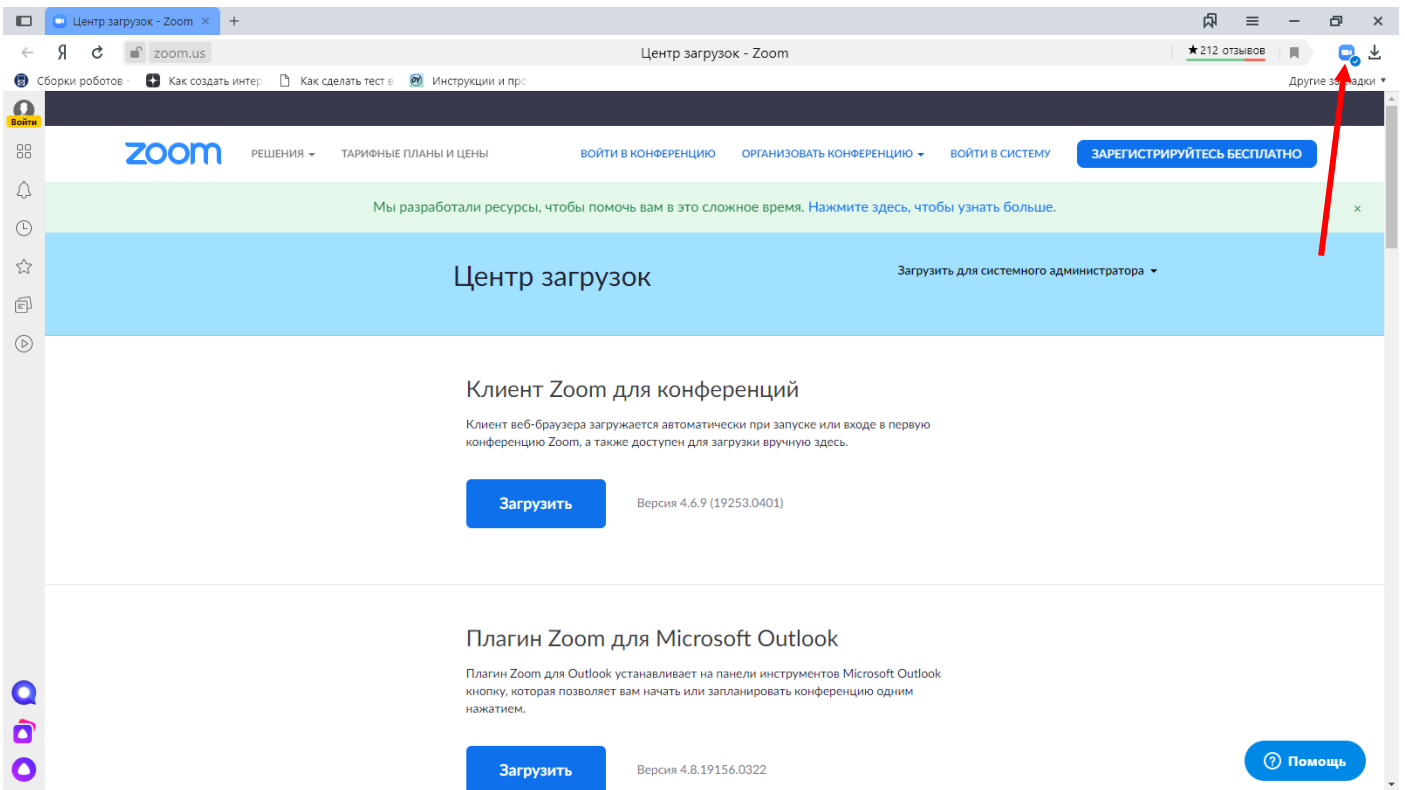 Центр загрузок - Zoom
zoom.us
Центр загрузок - Zoom
★212 отзывов
Сборки роботов -
Как создать интер
Как сделать тест в
Инструкции и про
Другие закладки
Войти
zoom
РЕШЕНИЯ
ТАРИФНЫЕ ПЛАНЫ И ЦЕНЫ
ВОЙТИ В КОНФЕРЕНЦИЮ
ОРГАНИЗОВАТЬ КОНФЕРЕНЦИЮ
ВОЙТИ В СИСТЕМУ
ЗАРЕГИСТРИРУЙТЕСЬ БЕСПЛАТНО
Мы разработали ресурсы, чтобы помочь вам в это сложное время. Нажмите здесь, чтобы узнать больше.
Центр загрузок
Загрузить для системного администратора
Клиент Zoom для конференций
Клиент веб-браузера загружается автоматически при запуске или входе в первую
конференцию Zoom, а также доступен для загрузки вручную здесь.
Загрузить
Версия 4.6.9 (19253.0401)
Плагин Zoom для Microsoft Outlook
Плагин Zoom для Outlook устанавливает на панели инструментов Microsoft Outlook
кнопку, которая позволяет вам начать или запланировать конференцию одним
нажатием.
Загрузить
Версия 4.8.19156.0322
Помощь